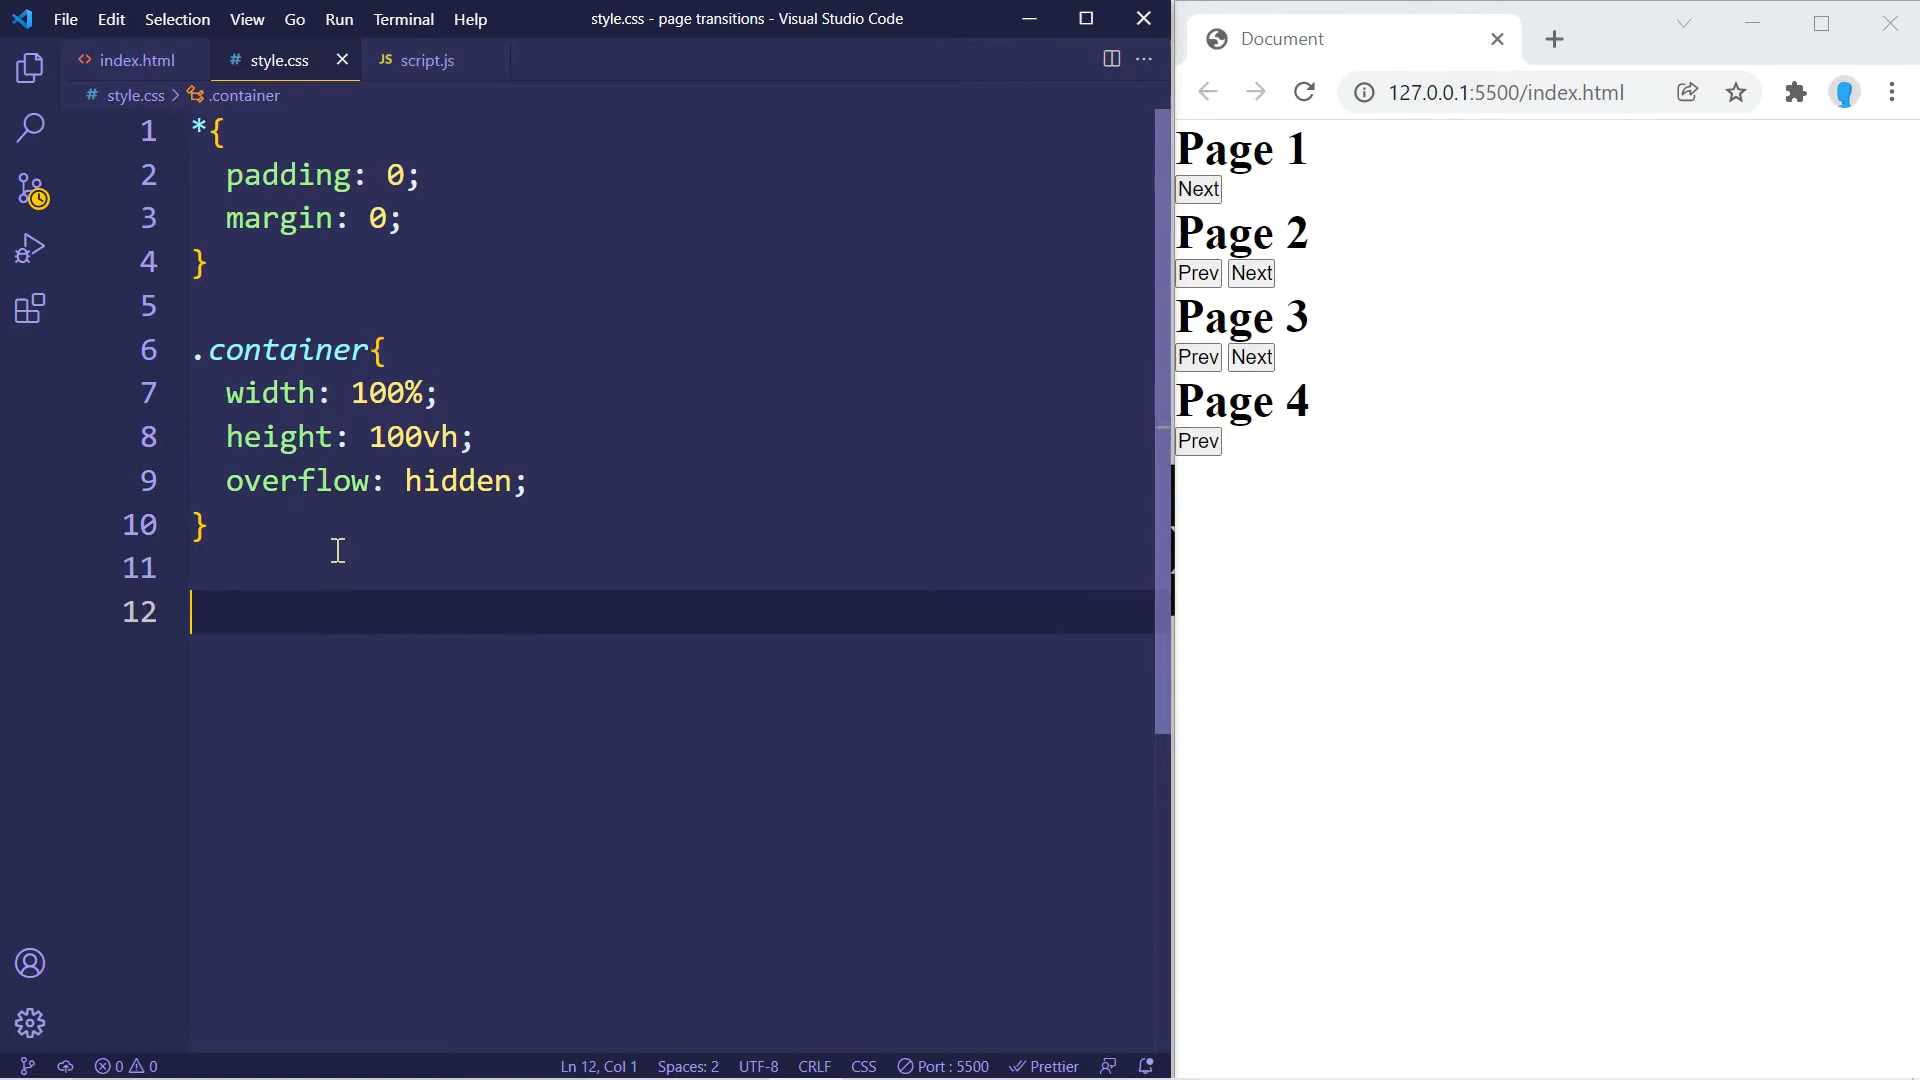 File Edit Selection View Go Run Terminal Help
style.css - page transitions - Visual Studio Code
index.html
style.css
JS script.js
# style.css > .container
1 *{
2 padding: 0;
3 margin: 0;
4 }
5
6 .container{
7 width: 100%;
8 height: 100vh;
9 overflow: hidden;
10 }
11
12
0 0
Ln 12, Col 1
Spaces: 2
UTF-8
CRLF
CSS
Port : 5500
Prettier
Document
127.0.0.1:5500/index.html
Page 1
Next
Page 2
Prev Next
Page 3
Prev Next
Page 4
Prev